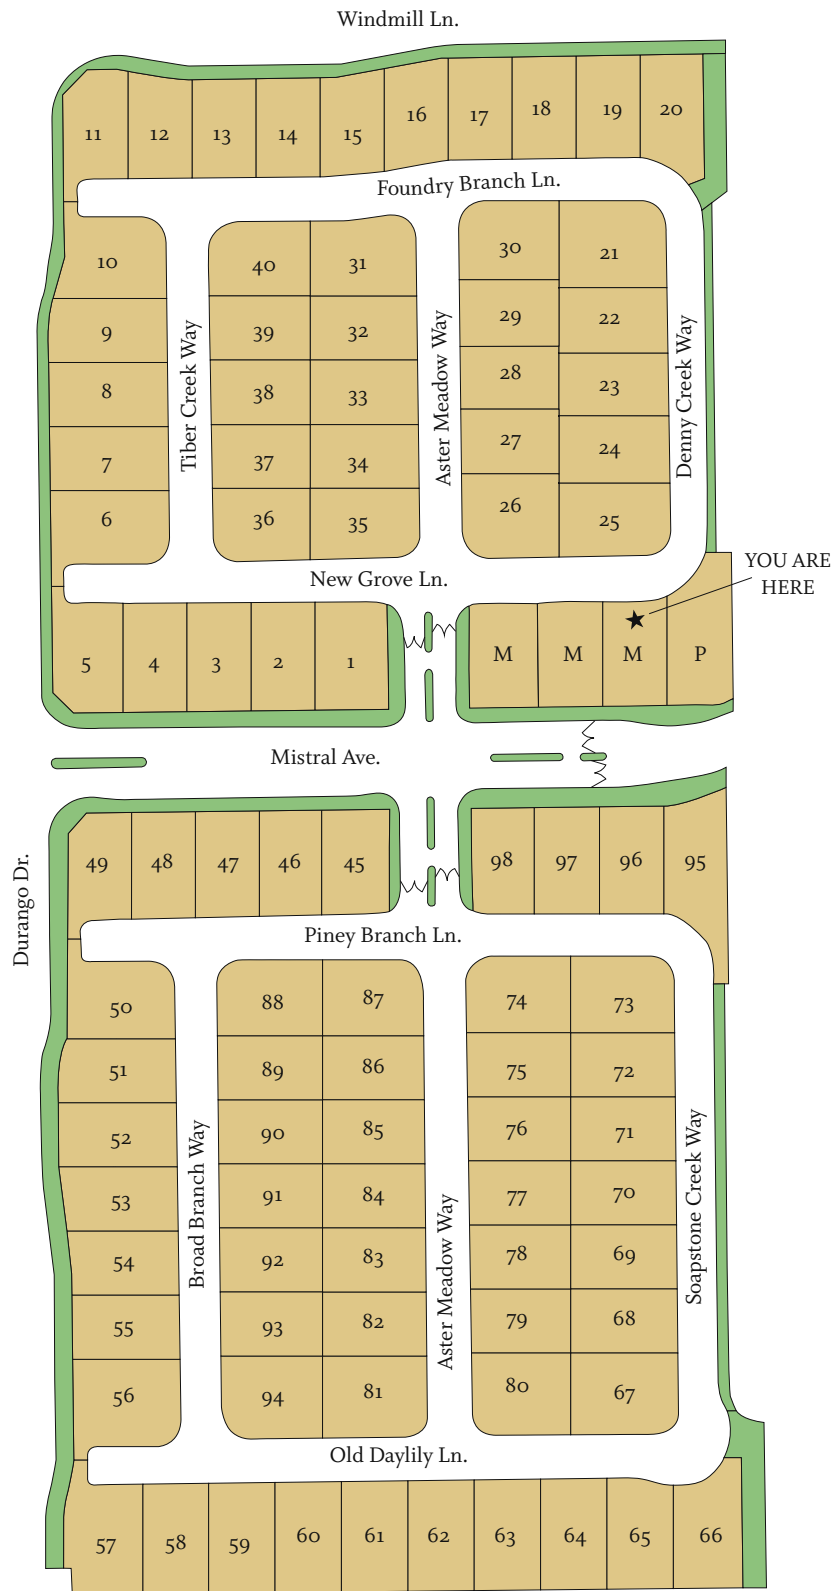 Windmill Ln.
11 12 13 14 15 16 17 18 19 20
Foundry Branch Ln.
10 40 31 30 21
9 39 32 29 22
8 38 33 28 23
7 37 34 27 24
6 36 35 26 25
Tiber Creek Way
Aster Meadow Way
Denny Creek Way
New Grove Ln.
YOU ARE
HERE
5 4 3 2 1 M M M P
Mistral Ave.
Durango Dr.
49 48 47 46 45 98 97 96 95
Piney Branch Ln.
50 88 87 74 73
51 89 86 75 72
52 90 85 76 71
53 91 84 77 70
54 92 83 78 69
55 93 82 79 68
56 94 81 80 67
Broad Branch Way
Aster Meadow Way
Soapstone Creek Way
Old Daylily Ln.
57 58 59 60 61 62 63 64 65 66